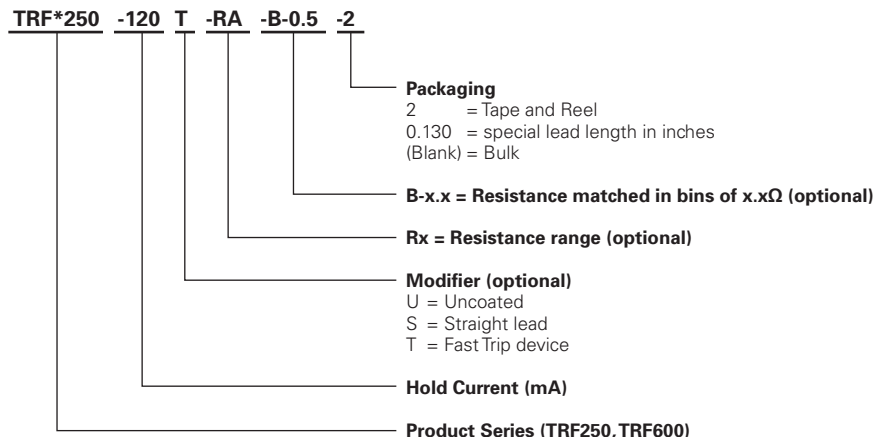 TRF*250 -120 T -RA -B-0.5 -2
Packaging
2 = Tape and Reel
0.130 = special lead length in inches
(Blank) = Bulk
B-x.x = Resistance matched in bins of x.xΩ (optional)
Rx = Resistance range (optional)
Modifier (optional)
U = Uncoated
S = Straight lead
T = Fast Trip device
Hold Current (mA)
Product Series (TRF250, TRF600)